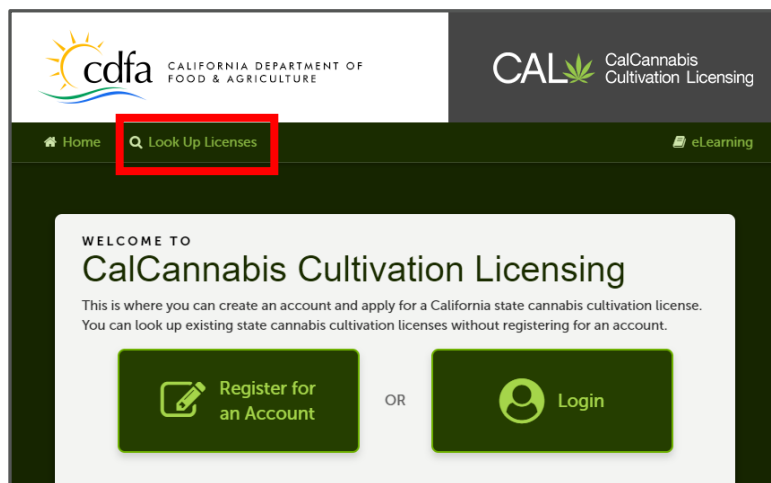 cdfa
CALIFORNIA DEPARTMENT OF
FOOD & AGRICULTURE
CAL
CalCannabis
Cultivation Licensing
Home
Look Up Licenses
eLearning
WELCOME TO
CalCannabis Cultivation Licensing
This is where you can create an account and apply for a California state cannabis cultivation license.
You can look up existing state cannabis cultivation licenses without registering for an account.
Register for
an Account
OR
Login